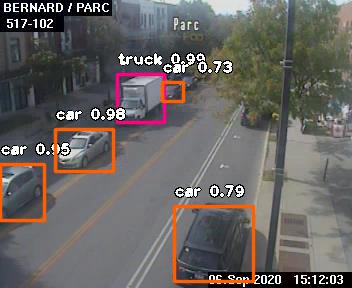 BERNARD / PARC
517-102
Parc
truck 0.99
car 0.73
car 0.98
car 0.95
car 0.79
06.Sep 2020 15:12:03